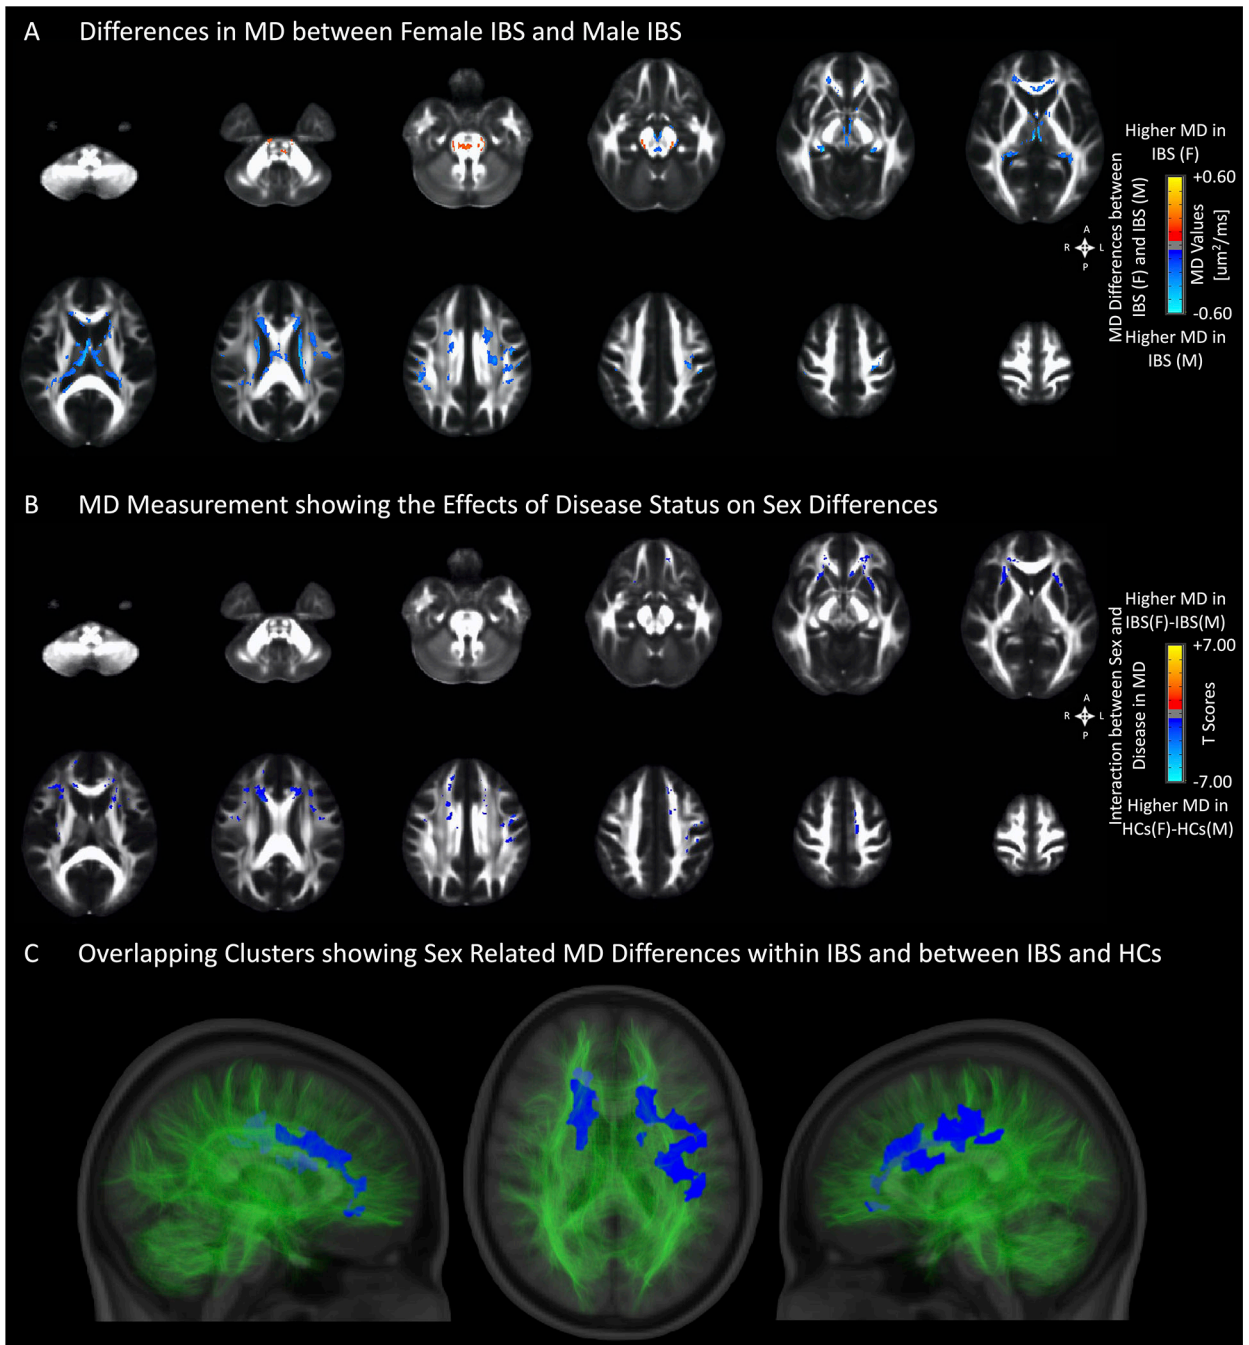 A Differences in MD between Female IBS and Male IBS
Higher MD in
IBS (F)
MD Differences between
IBS (F) and IBS (M)
+0.60
MD Values
[um²/ms]
-0.60
A
R L
P
Higher MD in
IBS (M)
B MD Measurement showing the Effects of Disease Status on Sex Differences
Higher MD in
IBS(F)-IBS(M)
Interaction between Sex and
Disease in MD
+7.00
T Scores
-7.00
A
R L
P
Higher MD in
HCs(F)-HCs(M)
C Overlapping Clusters showing Sex Related MD Differences within IBS and between IBS and HCs